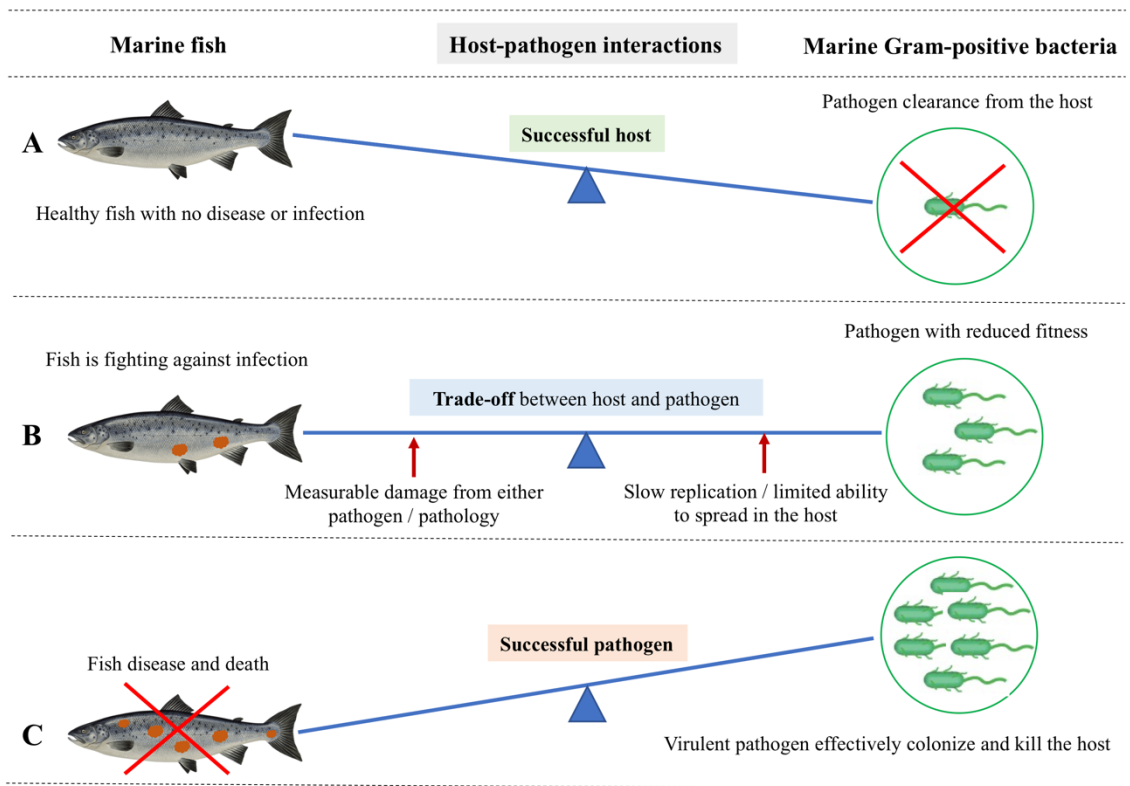 Marine fish
Host-pathogen interactions
Marine Gram-positive bacteria
A
Successful host
Pathogen clearance from the host
Healthy fish with no disease or infection
B
Fish is fighting against infection
Trade-off between host and pathogen
Measurable damage from either
pathogen / pathology
Slow replication / limited ability
to spread in the host
Pathogen with reduced fitness
C
Fish disease and death
Successful pathogen
Virulent pathogen effectively colonize and kill the host